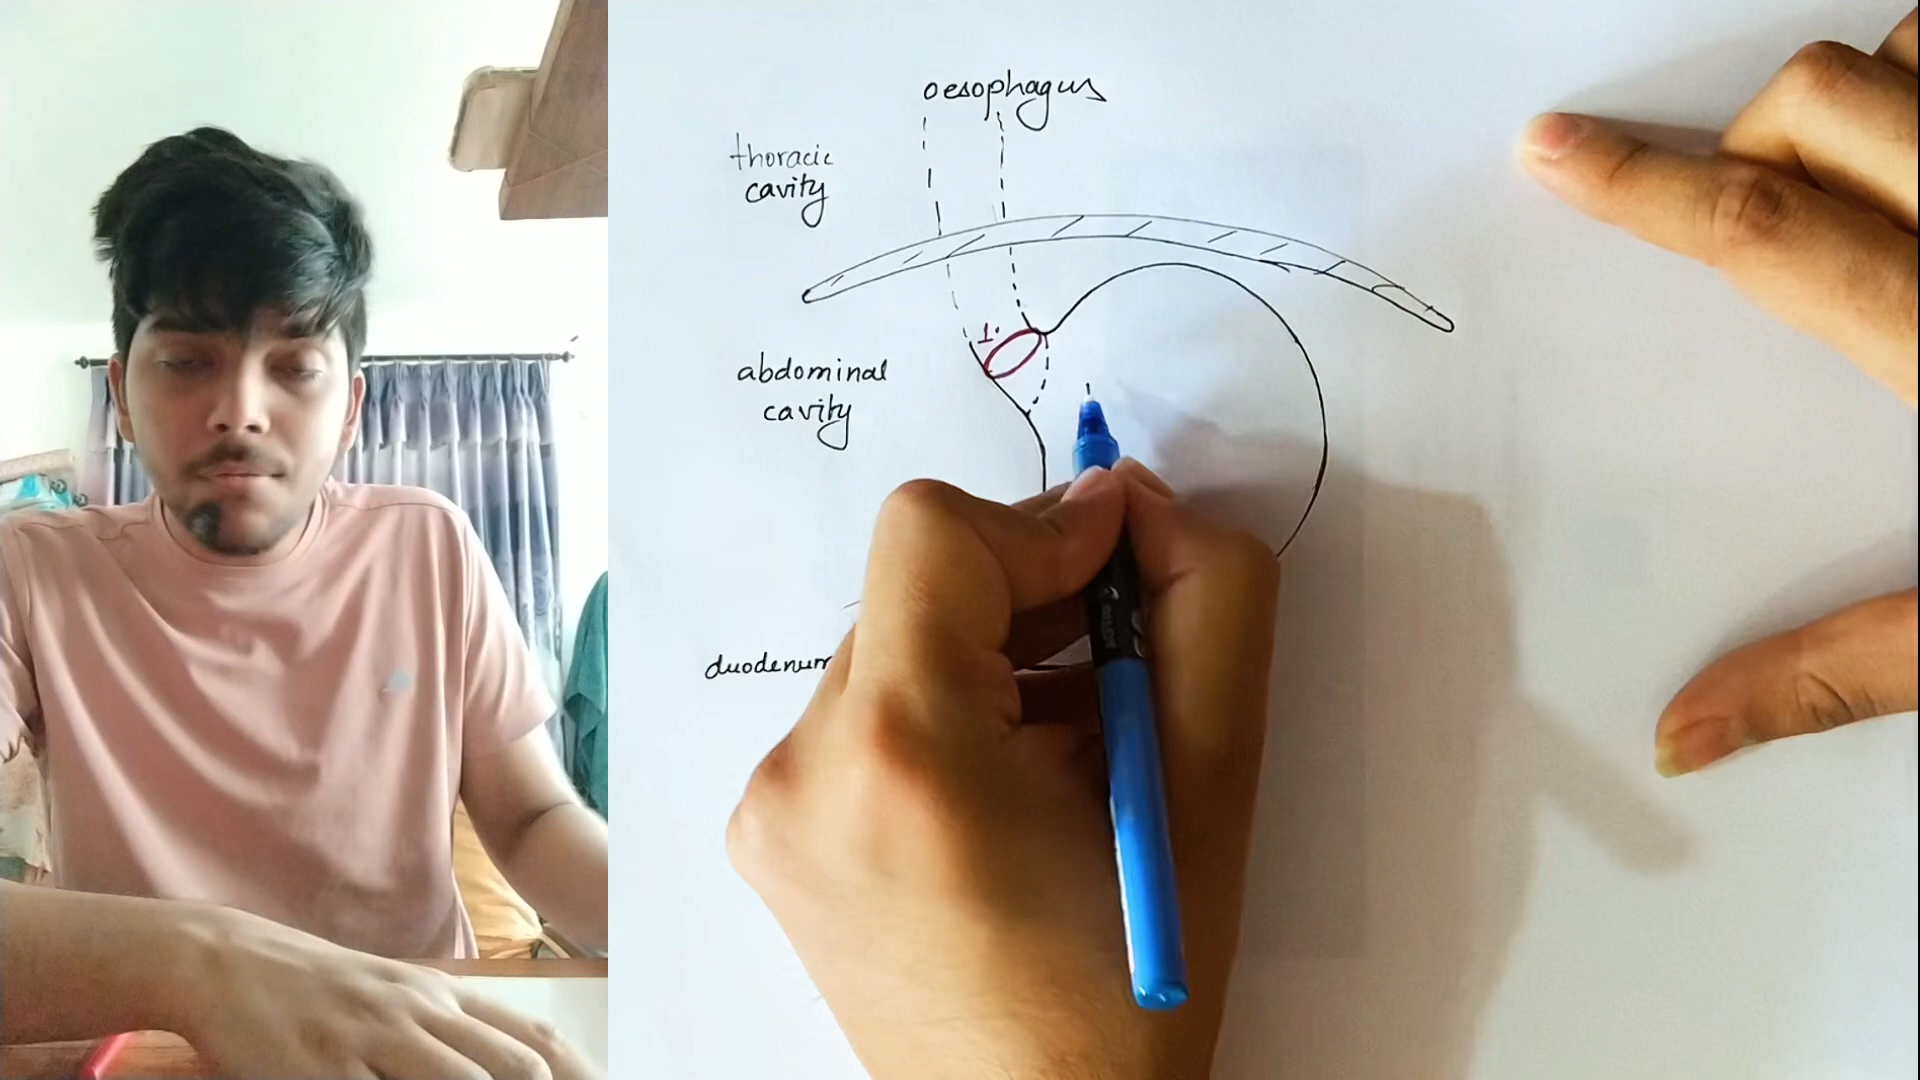 oesophagus
thoracic
cavity
1.
abdominal
cavity
duodenum